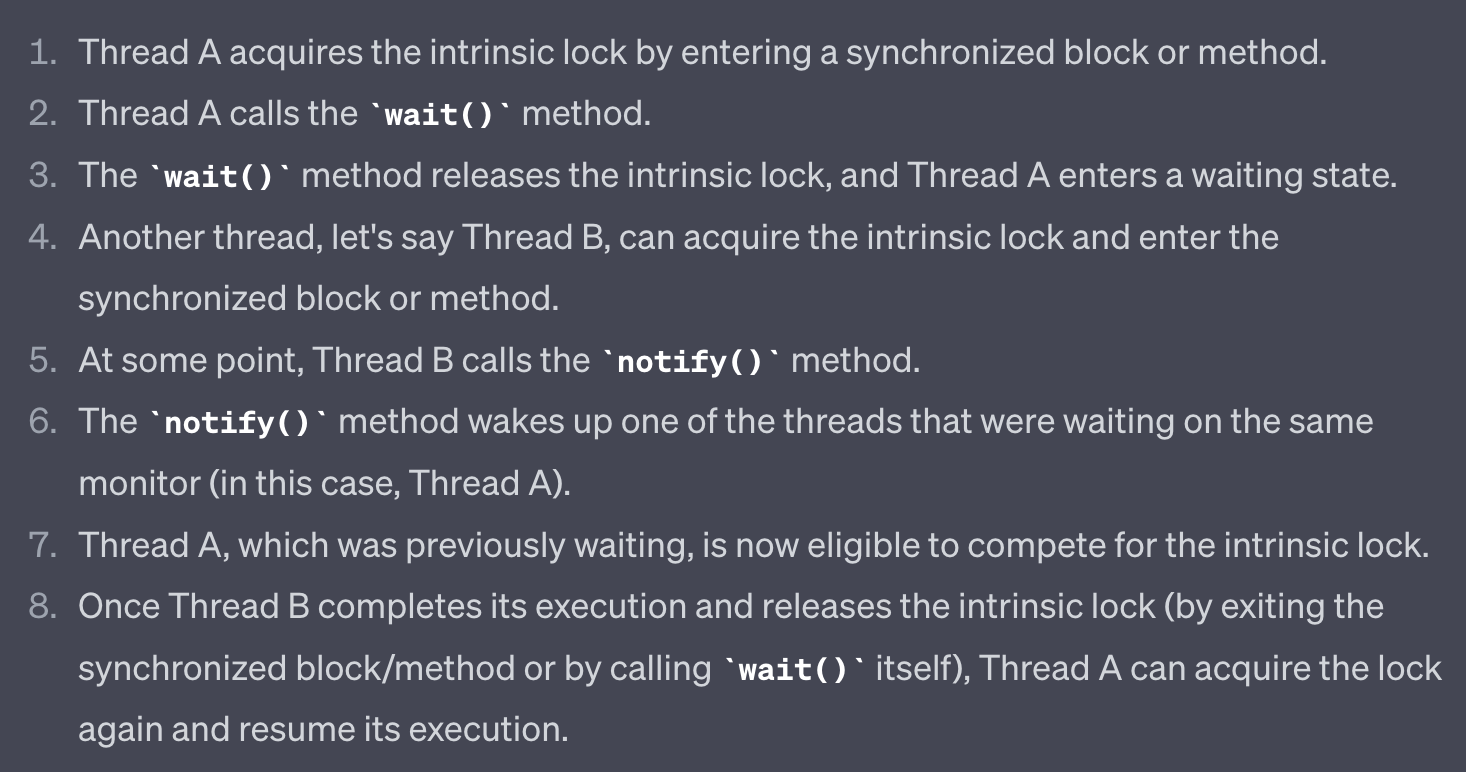 1. Thread A acquires the intrinsic lock by entering a synchronized block or method.
2. Thread A calls the `wait()` method.
3. The `wait()` method releases the intrinsic lock, and Thread A enters a waiting state.
4. Another thread, let's say Thread B, can acquire the intrinsic lock and enter the
synchronized block or method.
5. At some point, Thread B calls the `notify()` method.
6. The `notify()` method wakes up one of the threads that were waiting on the same
monitor (in this case, Thread A).
7. Thread A, which was previously waiting, is now eligible to compete for the intrinsic lock.
8. Once Thread B completes its execution and releases the intrinsic lock (by exiting the
synchronized block/method or by calling `wait()` itself), Thread A can acquire the lock
again and resume its execution.